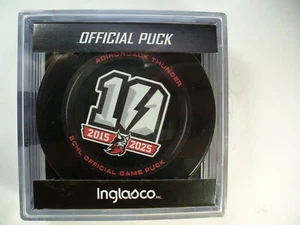 OFFICIAL PUCK
ADIRONDACK THUNDER
10
2015 2025
ECHL OFFICIAL GAME PUCK
Inglasco Inc.